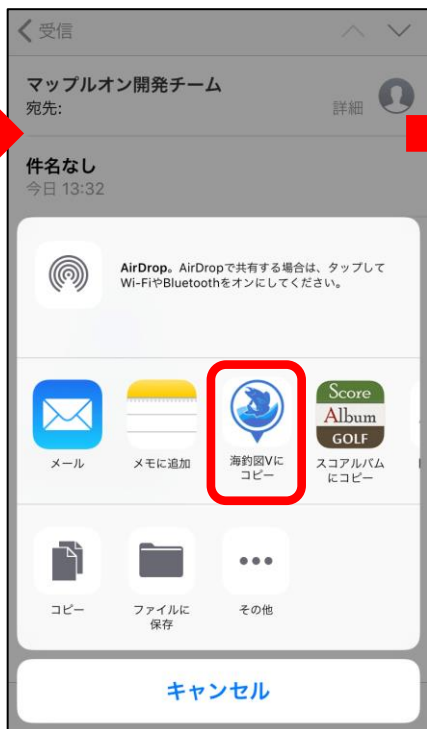 受信
マップルオン開発チーム
宛先:
詳細
件名なし
今日 13:32
AirDrop。AirDropで共有する場合は、タップして
Wi-FiやBluetoothをオンにしてください。
メール
メモに追加
海釣図Vに
コピー
Score
Album
GOLF
スコアルバム
にコピー
コピー
ファイルに
保存
その他
キャンセル